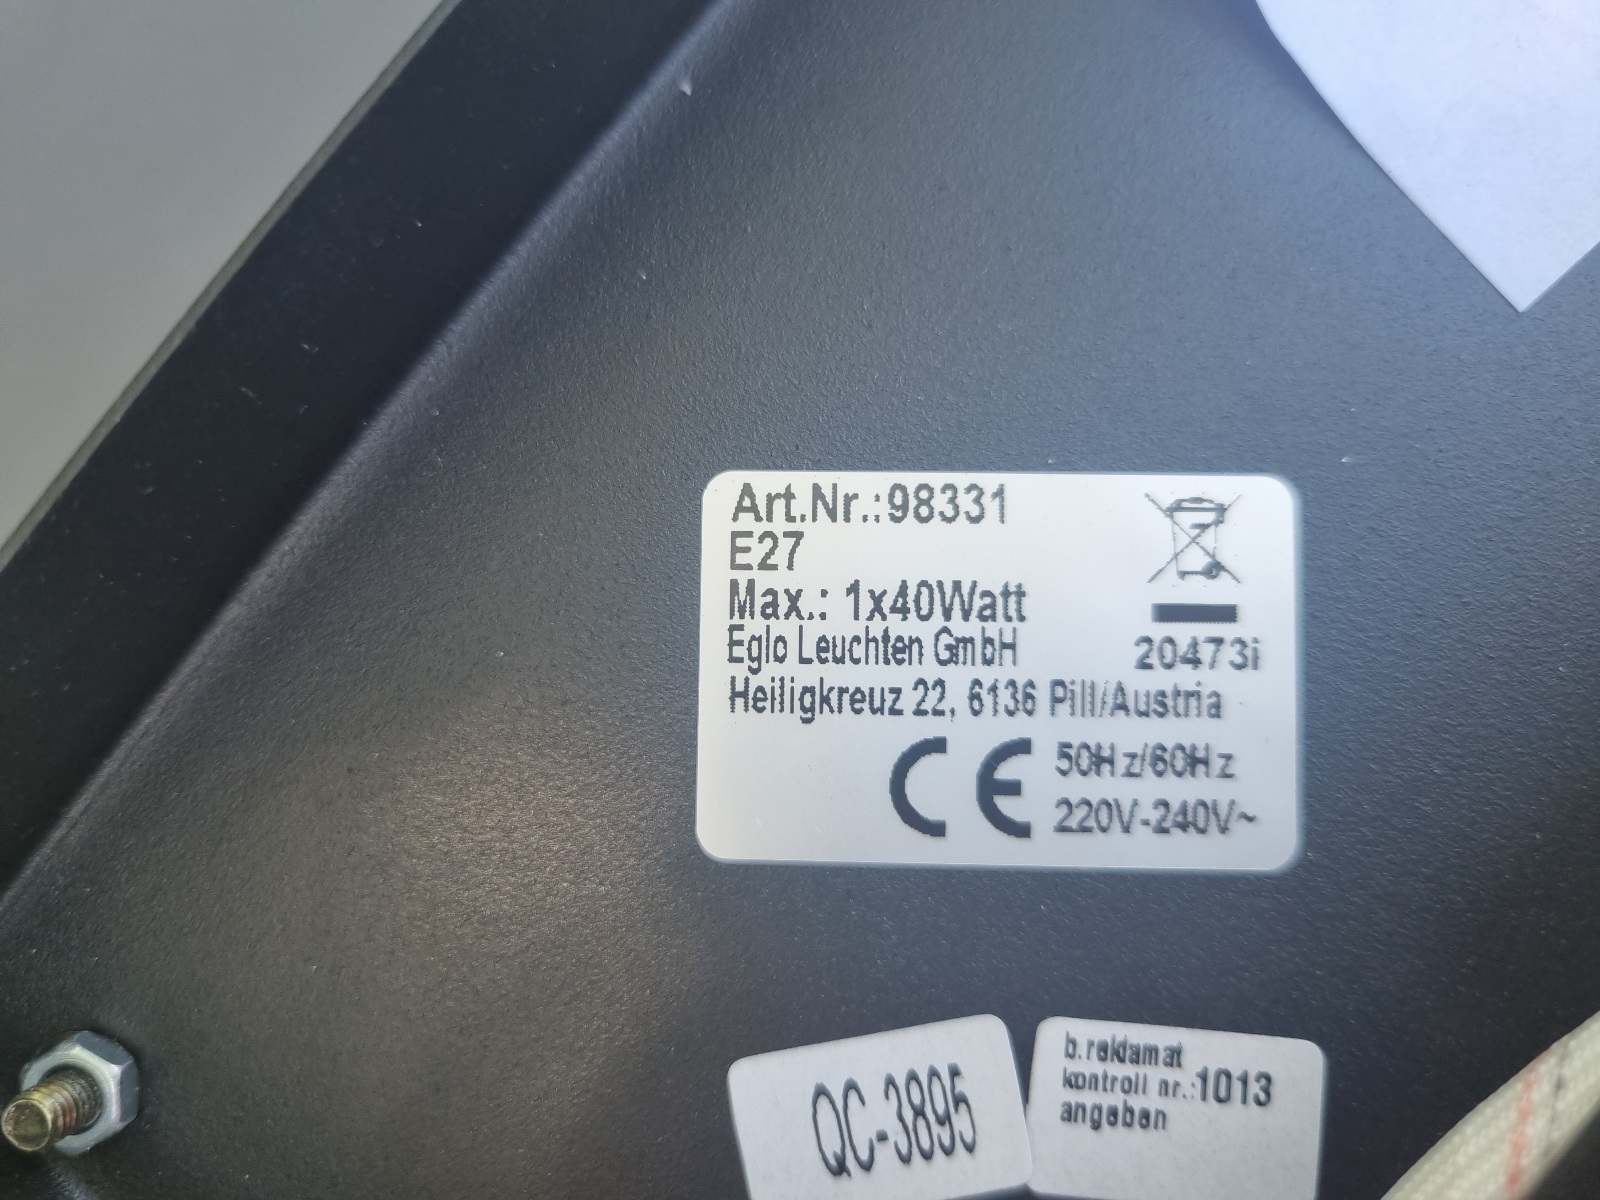 Art.Nr.:98331
E27
Max.: 1x40Watt
Eglo Leuchten GmbH
20473i
Heiligkreuz 22, 6136 Pill/Austria
CE
50Hz/60Hz
220V-240V~
QC-3895
b.reklamat
kontroll nr.:1013
angeben